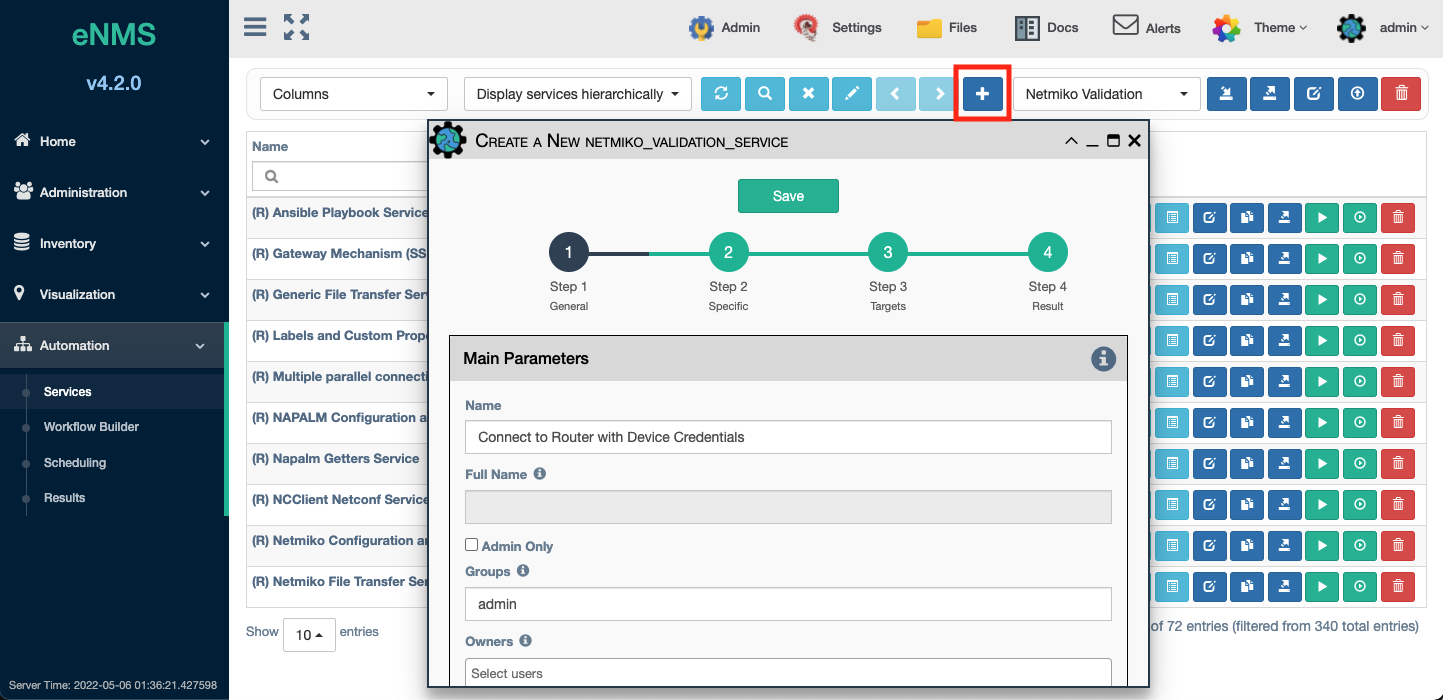 eNMS
v4.2.0
Home
Administration
Inventory
Visualization
Automation
Services
Workflow Builder
Scheduling
Results
Server Time: 2022-05-06 01:36:21.427598
Admin
Settings
Files
Docs
Alerts
Theme
admin
Columns
Display services hierarchically
Netmiko Validation
Name
(R) Ansible Playbook Service
(R) Gateway Mechanism (SS
(R) Generic File Transfer Ser
(R) Labels and Custom Prope
(R) Multiple parallel connecti
(R) NAPALM Configuration a
(R) Napalm Getters Service
(R) NCClient Netconf Service
(R) Netmiko Configuration an
(R) Netmiko File Transfer Ser
Show 10 entries
of 72 entries (filtered from 340 total entries)
Create a New netmiko_validation_service
Save
1 2 3 4
Step 1 Step 2 Step 3 Step 4
General Specific Targets Result
Main Parameters
Name
Connect to Router with Device Credentials
Full Name
Admin Only
Groups
admin
Owners
Select users